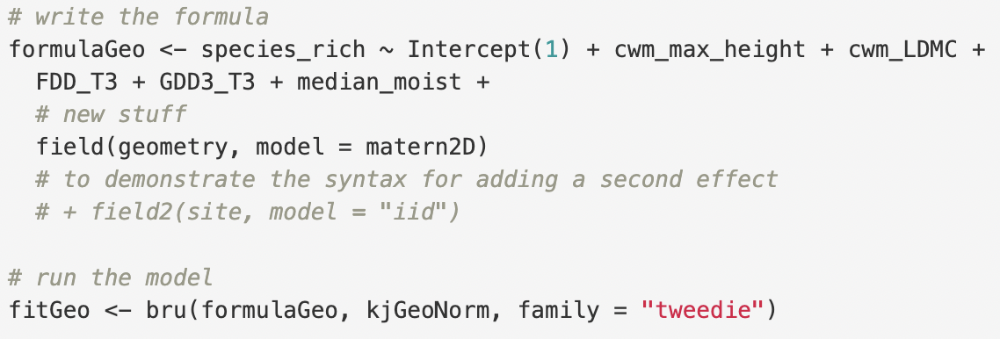 # write the formula
formulaGeo <- species_rich ~ Intercept(1) + cwm_max_height + cwm_LDMC +
  FDD_T3 + GDD3_T3 + median_moist +
  # new stuff
  field(geometry, model = matern2D)
  # to demonstrate the syntax for adding a second effect
  # + field2(site, model = "iid")

# run the model
fitGeo <- bru(formulaGeo, kjGeoNorm, family = "tweedie")